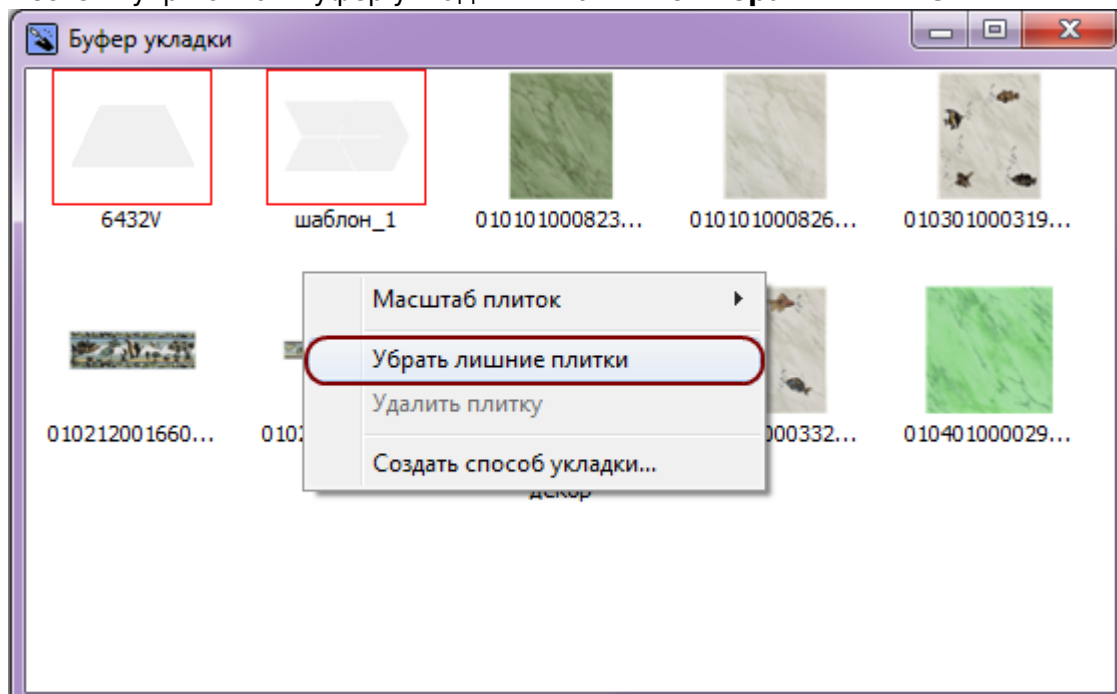 Буфер укладки
6432V
шаблон_1
010101000823...
010101000826...
010301000319...
Масштаб плиток
Убрать лишние плитки
Удалить плитку
Создать способ укладки...
010212001660...
0102
000332...
010401000029...
декор